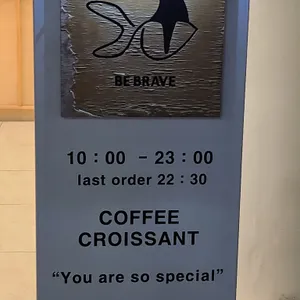 BE BRAVE
10 : 00 - 23 : 00
last order 22 : 30
COFFEE
CROISSANT
“You are so special”